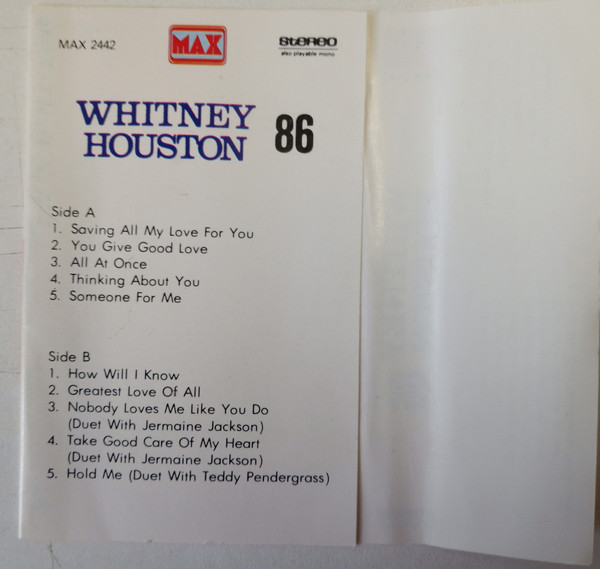 MAX 2442
MAX
STEREO
also playable mono
WHITNEY
HOUSTON
86
Side A
1. Saving All My Love For You
2. You Give Good Love
3. All At Once
4. Thinking About You
5. Someone For Me
Side B
1. How Will I Know
2. Greatest Love Of All
3. Nobody Loves Me Like You Do
(Duet With Jermaine Jackson)
4. Take Good Care Of My Heart
(Duet With Jermaine Jackson)
5. Hold Me (Duet With Teddy Pendergrass)